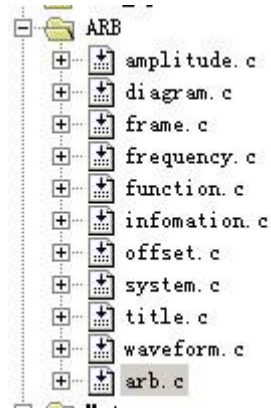 ARB
amplitude.c
diagram.c
frame.c
frequency.c
function.c
infomation.c
offset.c
system.c
title.c
waveform.c
arb.c